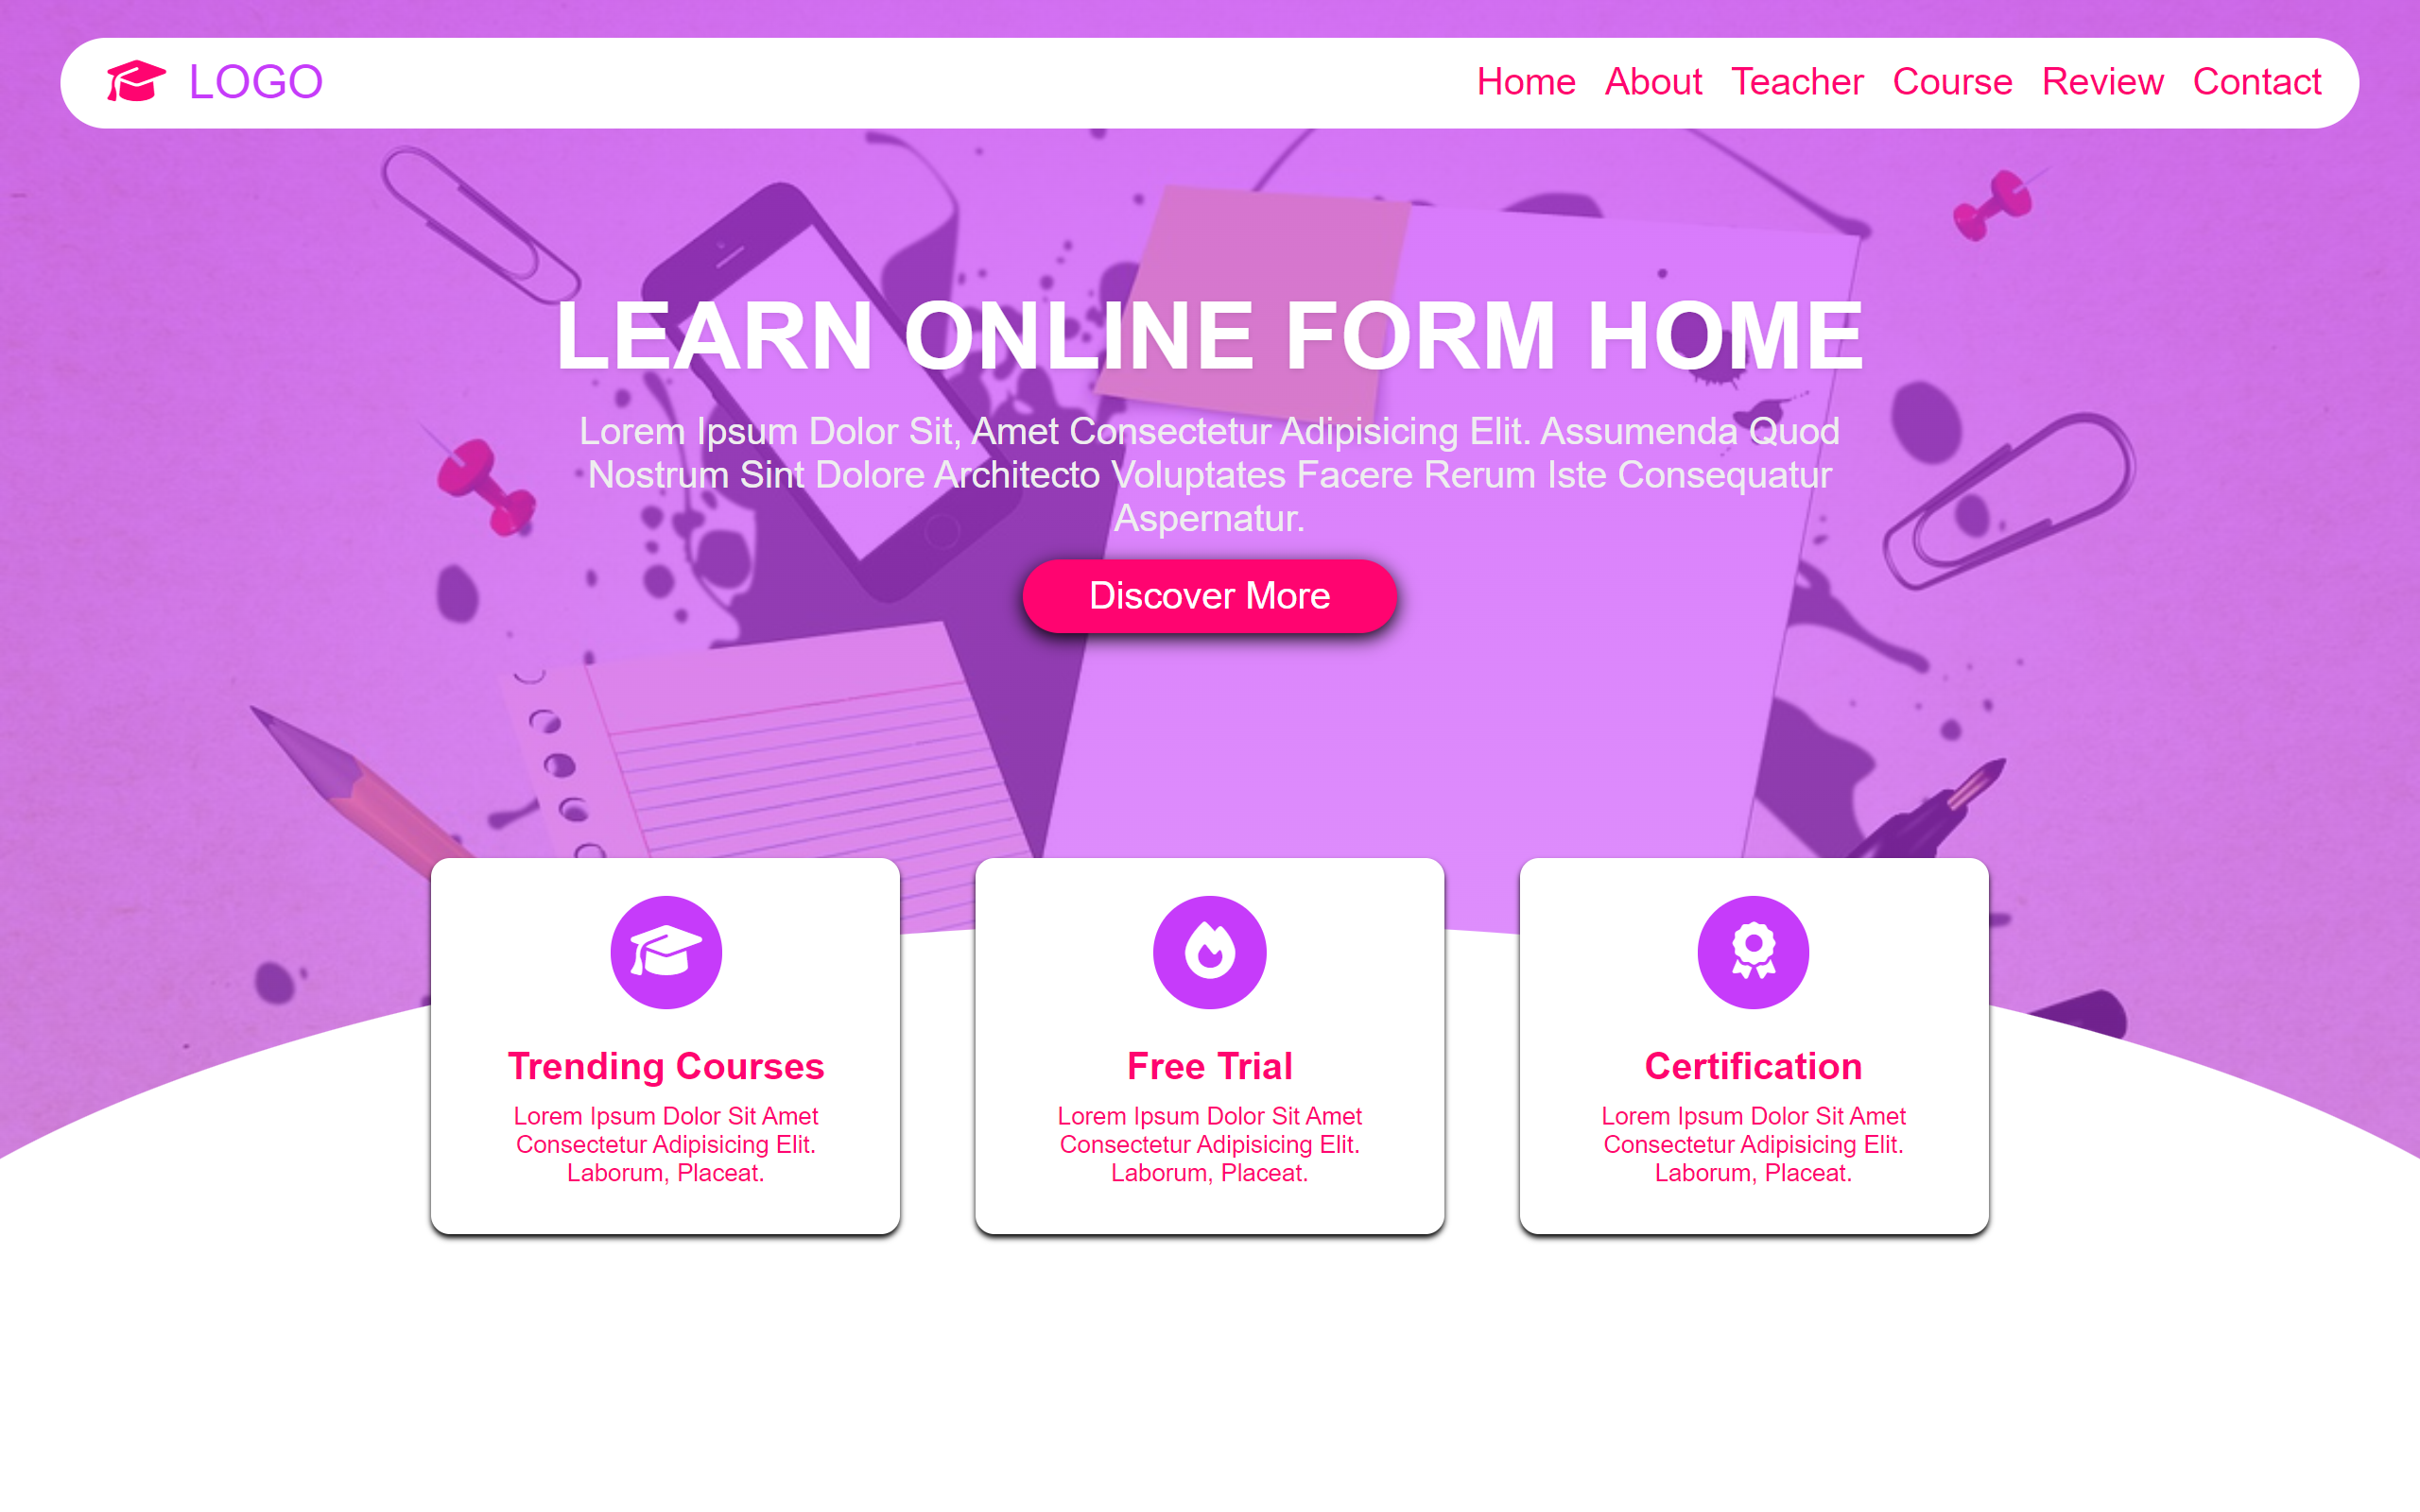 LOGO
Home About Teacher Course Review Contact
LEARN ONLINE FORM HOME
Lorem Ipsum Dolor Sit, Amet Consectetur Adipisicing Elit. Assumenda Quod
Nostrum Sint Dolore Architecto Voluptates Facere Rerum Iste Consequatur
Aspernatur.
Discover More
Trending Courses
Lorem Ipsum Dolor Sit Amet
Consectetur Adipisicing Elit.
Laborum, Placeat.
Free Trial
Lorem Ipsum Dolor Sit Amet
Consectetur Adipisicing Elit.
Laborum, Placeat.
Certification
Lorem Ipsum Dolor Sit Amet
Consectetur Adipisicing Elit.
Laborum, Placeat.